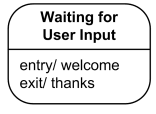 Waiting for
User Input
entry/ welcome
exit/ thanks